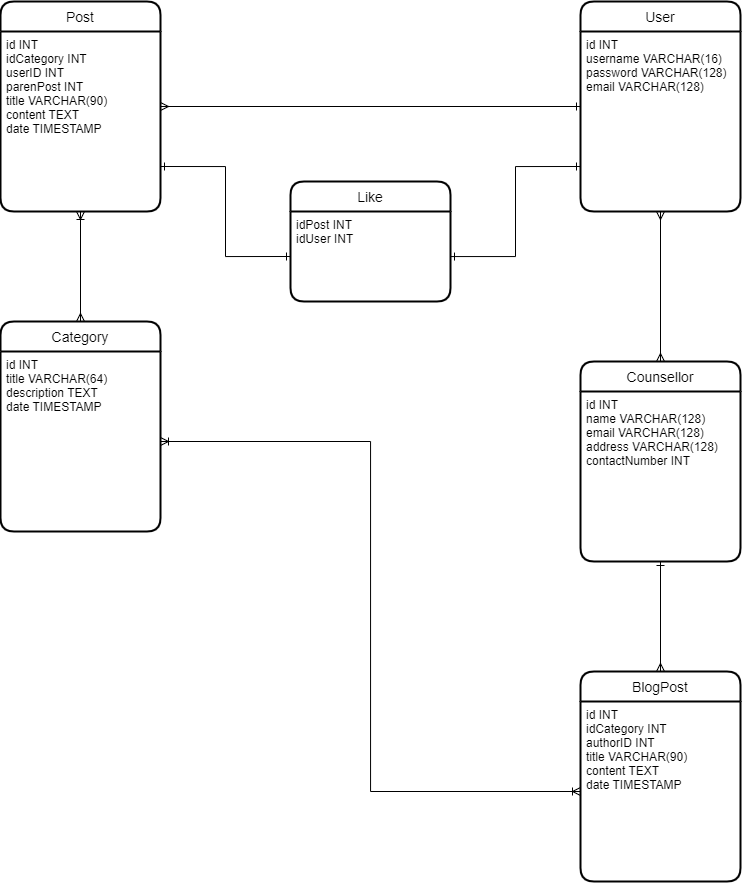 Post
id INT
idCategory INT
userID INT
parenPost INT
title VARCHAR(90)
content TEXT
date TIMESTAMP
User
id INT
username VARCHAR(16)
password VARCHAR(128)
email VARCHAR(128)
Like
idPost INT
idUser INT
Category
id INT
title VARCHAR(64)
description TEXT
date TIMESTAMP
Counsellor
id INT
name VARCHAR(128)
email VARCHAR(128)
address VARCHAR(128)
contactNumber INT
BlogPost
id INT
idCategory INT
authorID INT
title VARCHAR(90)
content TEXT
date TIMESTAMP